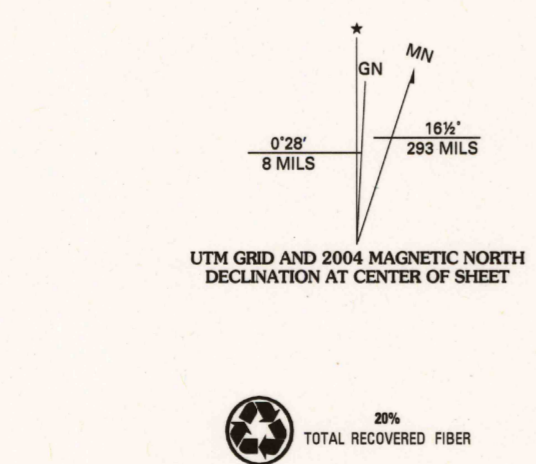 ★
MN
GN
0°28′
8 MILS
16½°
293 MILS
UTM GRID AND 2004 MAGNETIC NORTH
DECLINATION AT CENTER OF SHEET
20%
TOTAL RECOVERED FIBER